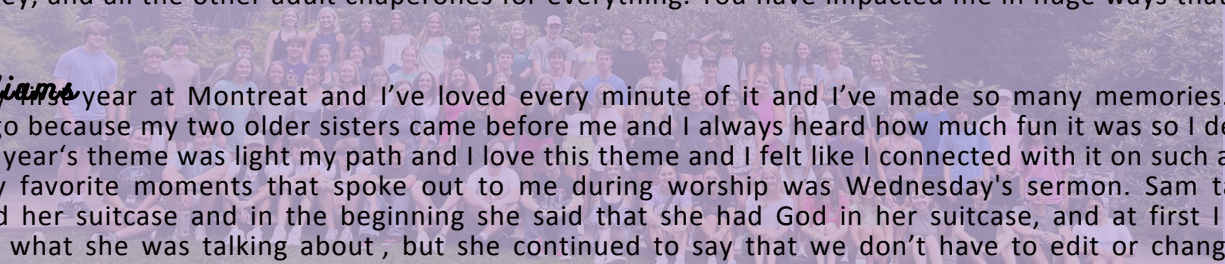 and all the other adult chaperones for everything. You have impacted me in huge ways
year at Montreat and I’ve loved every minute of it and I’ve made so many memories.
go because my two older sisters came before me and I always heard how much fun it was so I
year‘s theme was light my path and I love this theme and I felt like I connected with it on such a
favorite moments that spoke out to me during worship was Wednesday's sermon. Sam
her suitcase and in the beginning she said that she had God in her suitcase, and at first I
what she was talking about , but she continued to say that we don’t have to edit or